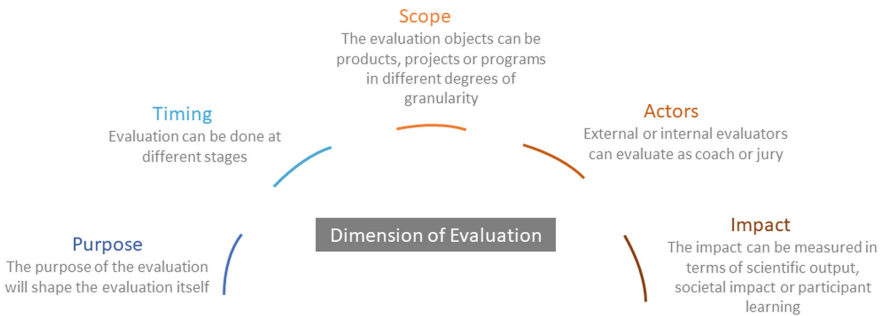 Scope
The evaluation objects can be
products, projects or programs
in different degrees of
granularity
Timing
Evaluation can be done at
different stages
Actors
External or internal evaluators
can evaluate as coach or jury
Purpose
The purpose of the evaluation
will shape the evaluation itself
Dimension of Evaluation
Impact
The impact can be measured in
terms of scientific output,
societal impact or participant
learning